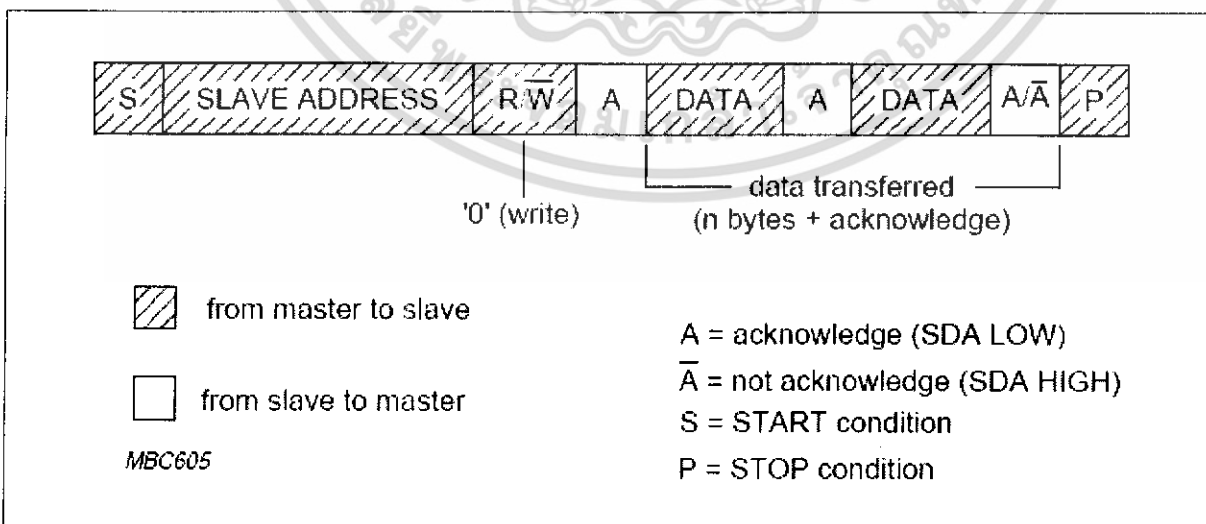 S SLAVE ADDRESS R/W̅ A DATA A DATA A/A̅ P
'0' (write)
data transferred
(n bytes + acknowledge)
from master to slave
from slave to master
MBC605
A = acknowledge (SDA LOW)
A̅ = not acknowledge (SDA HIGH)
S = START condition
P = STOP condition